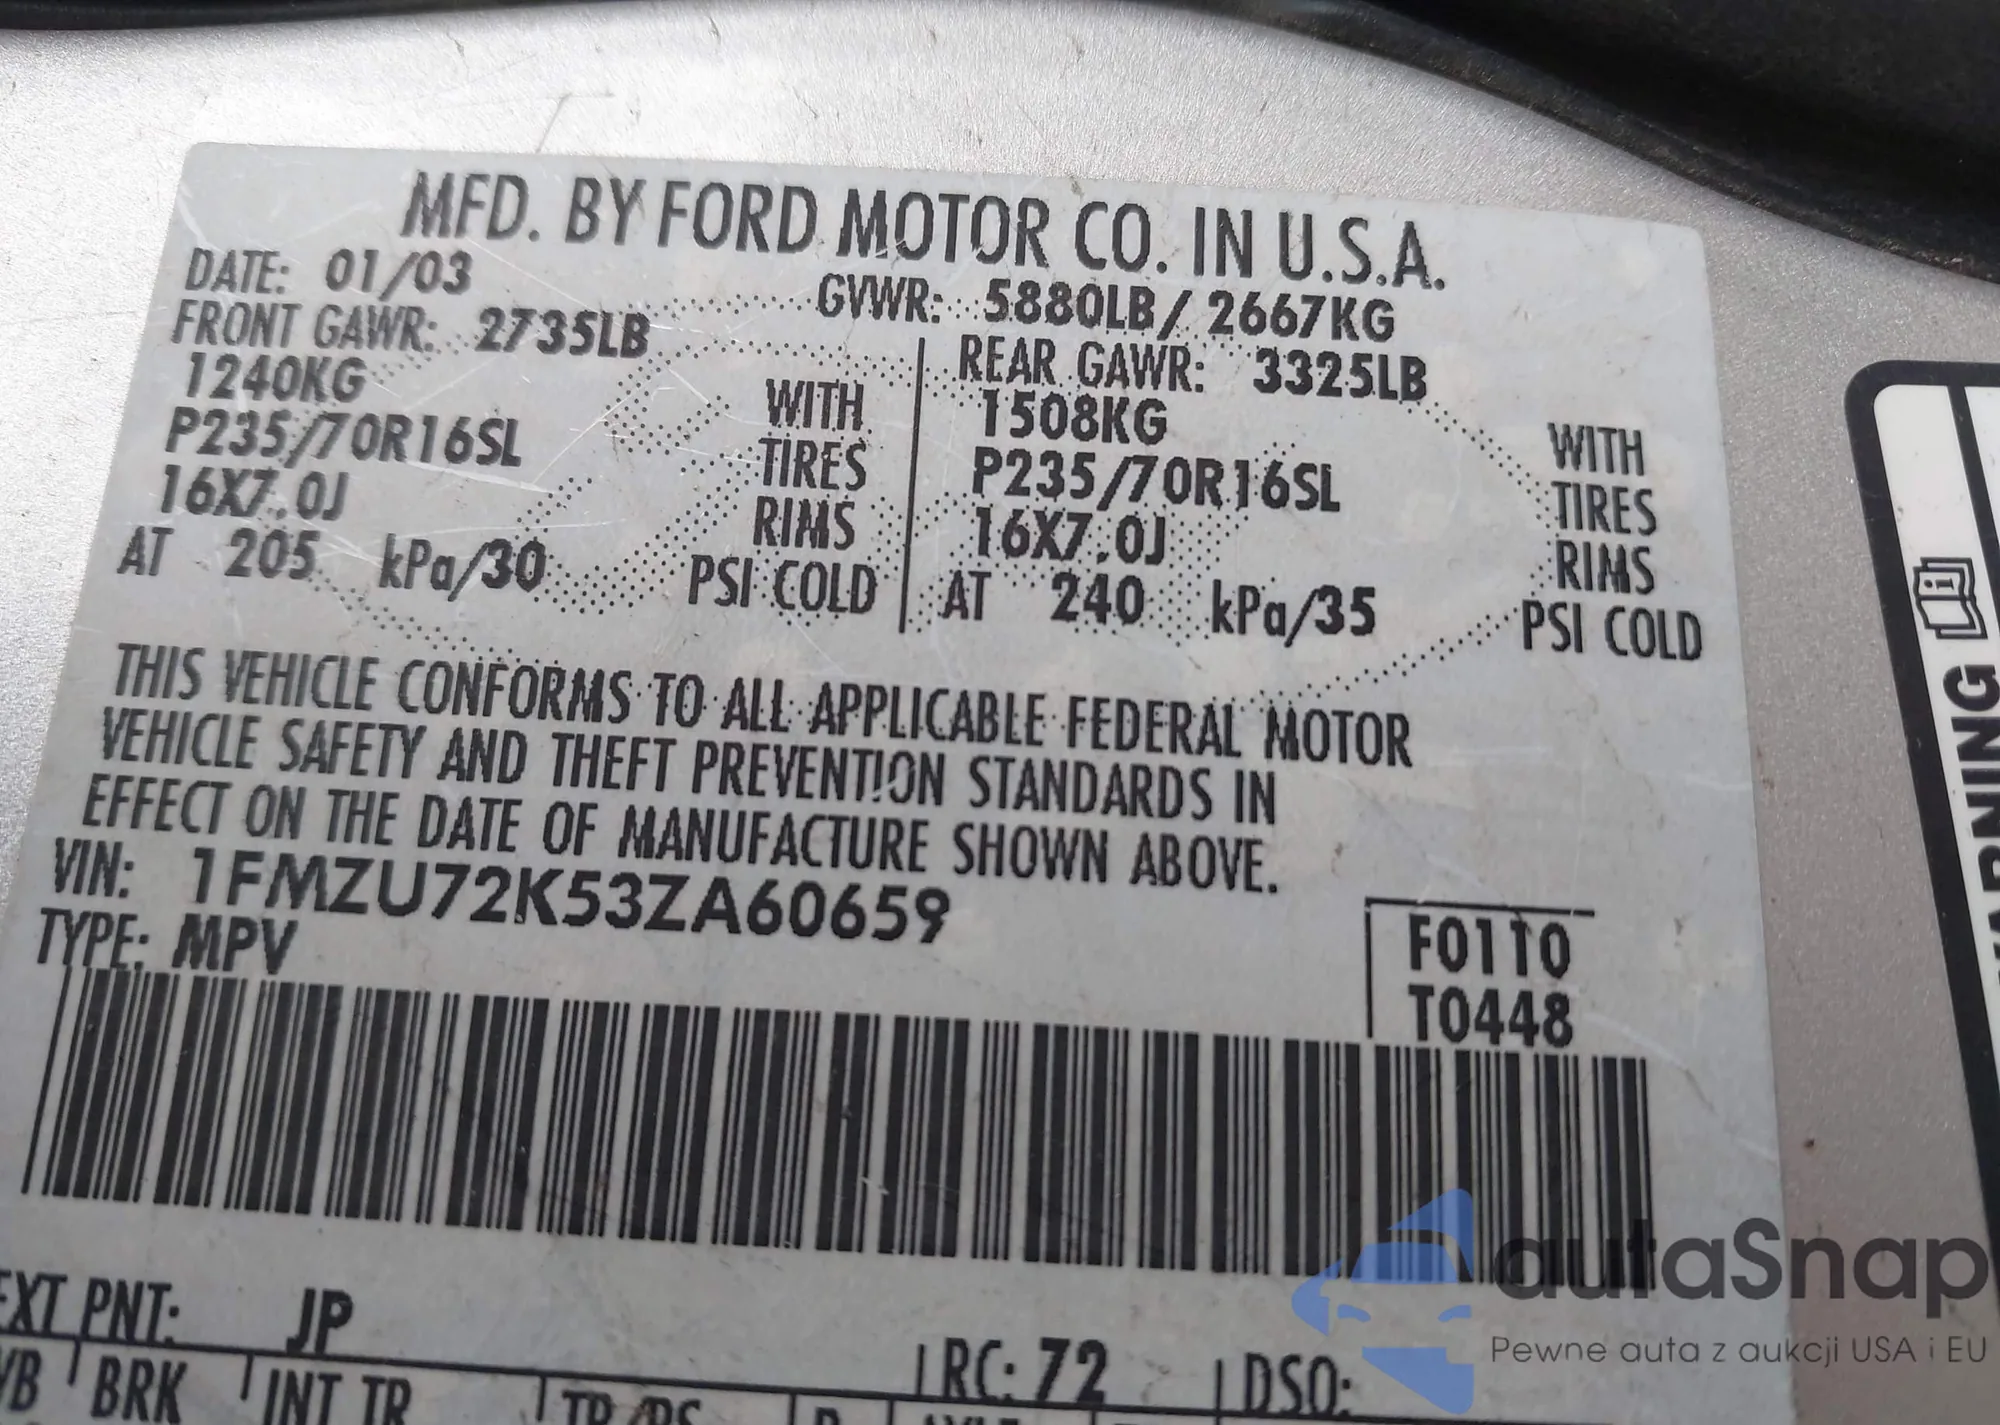 MFD. BY FORD MOTOR CO. IN U.S.A.
DATE: 01/03 GVWR: 5880LB/ 2667KG
FRONT GAWR: 2735LB REAR GAWR: 3325LB
1240KG WITH 1508KG WITH
P235/70R16SL TIRES P235/70R16SL TIRES
16X7.0J RIMS 16X7.0J RIMS
AT 205 kPa/30 PSI COLD AT 240 kPa/35 PSI COLD
THIS VEHICLE CONFORMS TO ALL APPLICABLE FEDERAL MOTOR
VEHICLE SAFETY AND THEFT PREVENTION STANDARDS IN
EFFECT ON THE DATE OF MANUFACTURE SHOWN ABOVE.
VIN: 1FMZU72K53ZA60659
TYPE: MPV
F01T0
T0448
EXT PNT: JP
RC: 72 DSO:
BRK INT TR
WARNING
WARNING
autaSnap
Pewne auta z aukcji USA i EU